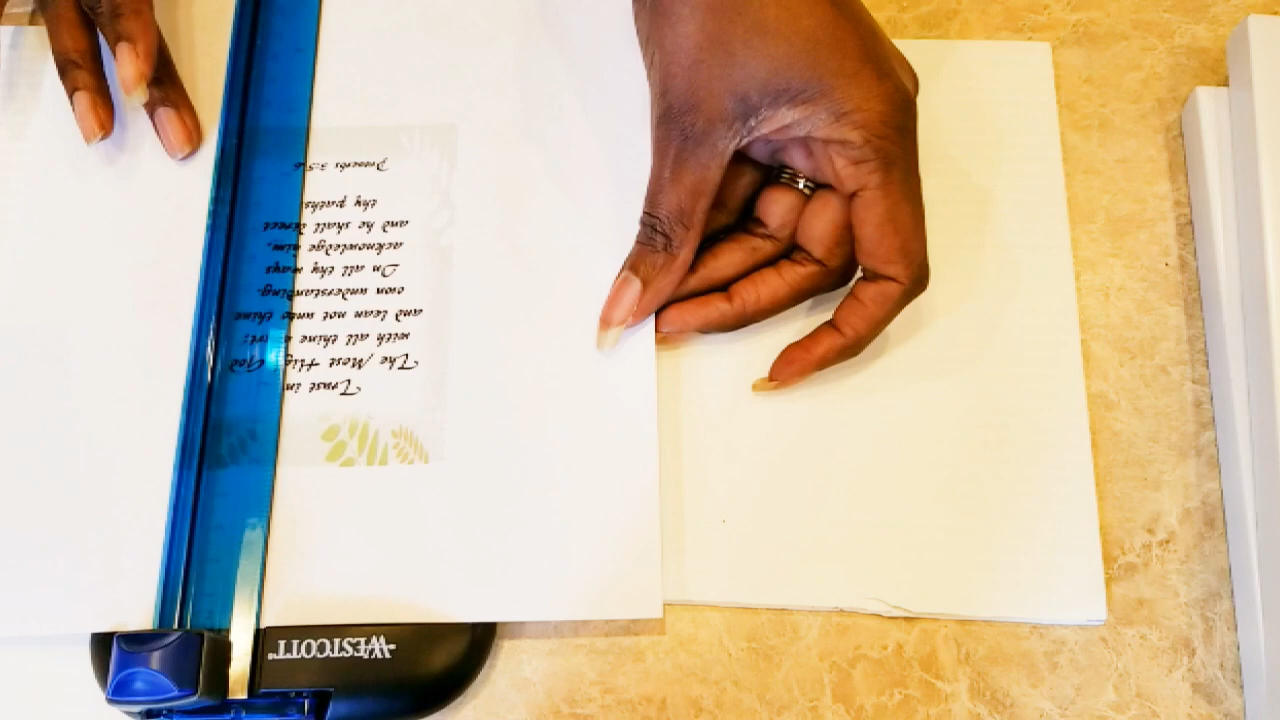 Trust in
The Most High God
with all thine heart:
and lean not unto thine
own understanding.
In all thy ways
acknowledge him,
and he shall direct
thy paths.
Proverbs 3:5-6
WESTCOTT